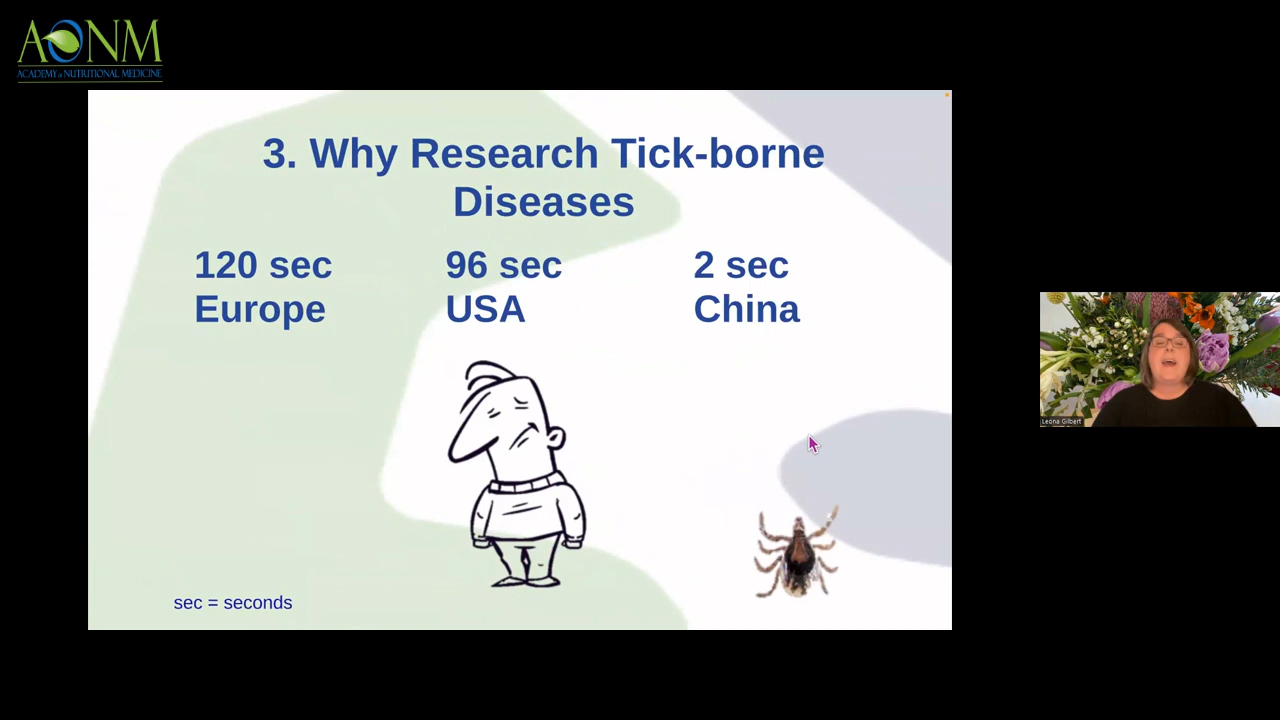 AONM
ACADEMY of NUTRITIONAL MEDICINE
3. Why Research Tick-borne
Diseases
120 sec
Europe
96 sec
USA
2 sec
China
sec = seconds
Leona Gilbert